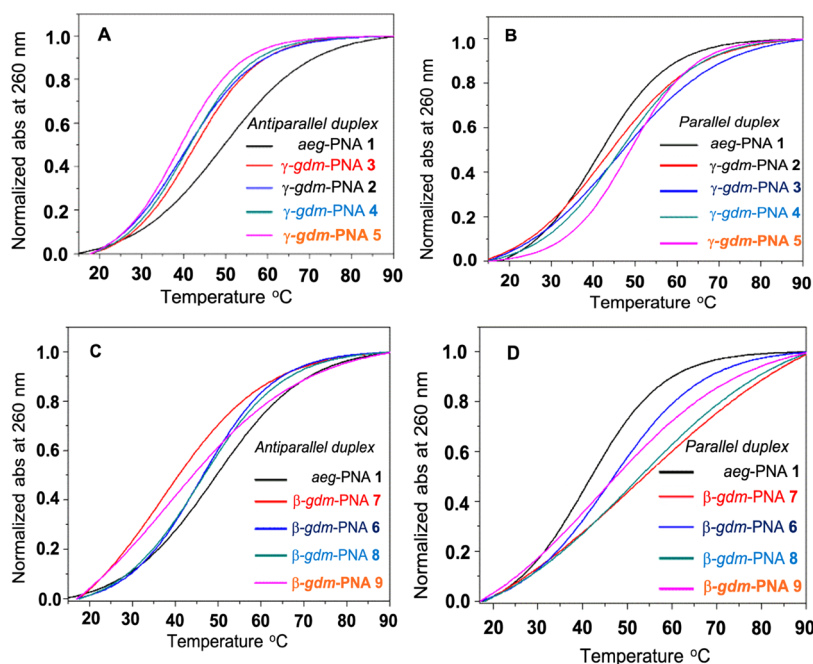 A
Normalized abs at 260 nm
1.0
0.8
0.6
0.4
0.2
0.0
Antiparallel duplex
aeg-PNA 1
γ-gdm-PNA 3
γ-gdm-PNA 2
γ-gdm-PNA 4
γ-gdm-PNA 5
20 30 40 50 60 70 80 90
Temperature ºC
B
Normalized abs at 260 nm
1.0
0.8
0.6
0.4
0.2
0.0
Parallel duplex
aeg-PNA 1
γ-gdm-PNA 2
γ-gdm-PNA 3
γ-gdm-PNA 4
γ-gdm-PNA 5
20 30 40 50 60 70 80 90
Temperature ºC
C
Normalized abs at 260 nm
1.0
0.8
0.6
0.4
0.2
0.0
Antiparallel duplex
aeg-PNA 1
β-gdm-PNA 7
β-gdm-PNA 6
β-gdm-PNA 8
β-gdm-PNA 9
20 30 40 50 60 70 80 90
Temperature ºC
D
Normalized abs at 260 nm
1.0
0.8
0.6
0.4
0.2
0.0
Parallel duplex
aeg-PNA 1
β-gdm-PNA 7
β-gdm-PNA 6
β-gdm-PNA 8
β-gdm-PNA 9
20 30 40 50 60 70 80 90
Temperature ºC